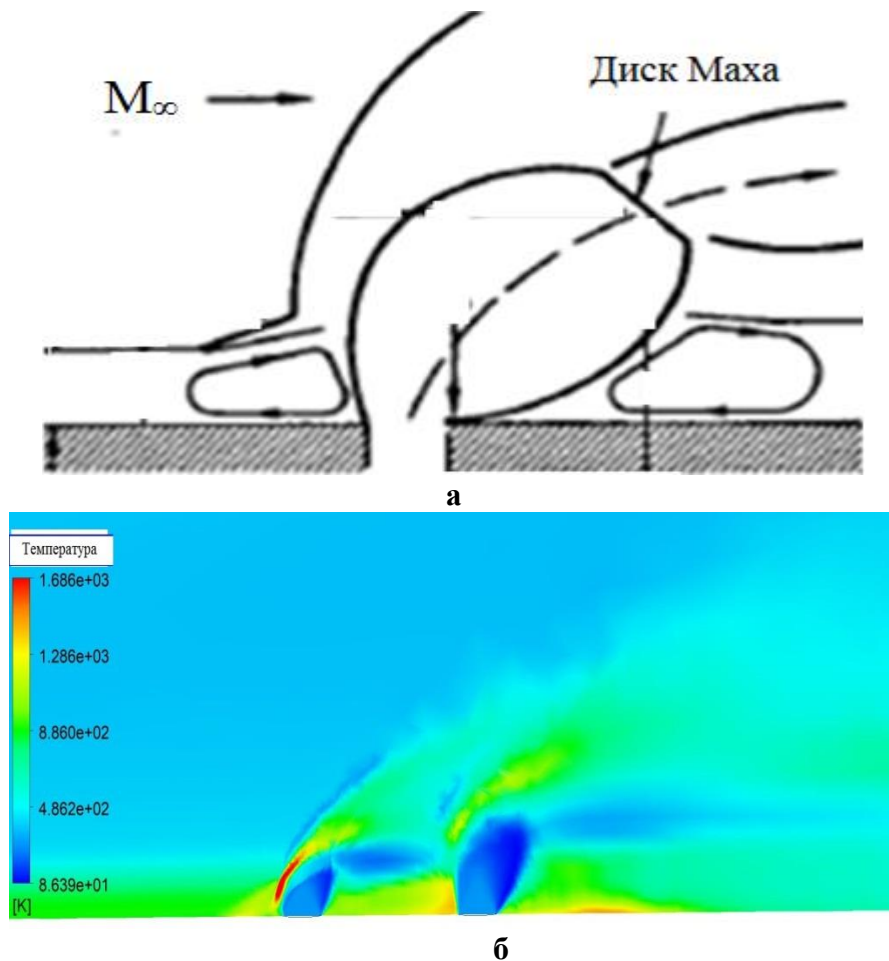 M∞
Диск Маха
а
Температура
1.686e+03
1.286e+03
8.860e+02
4.862e+02
8.639e+01
[K]
б